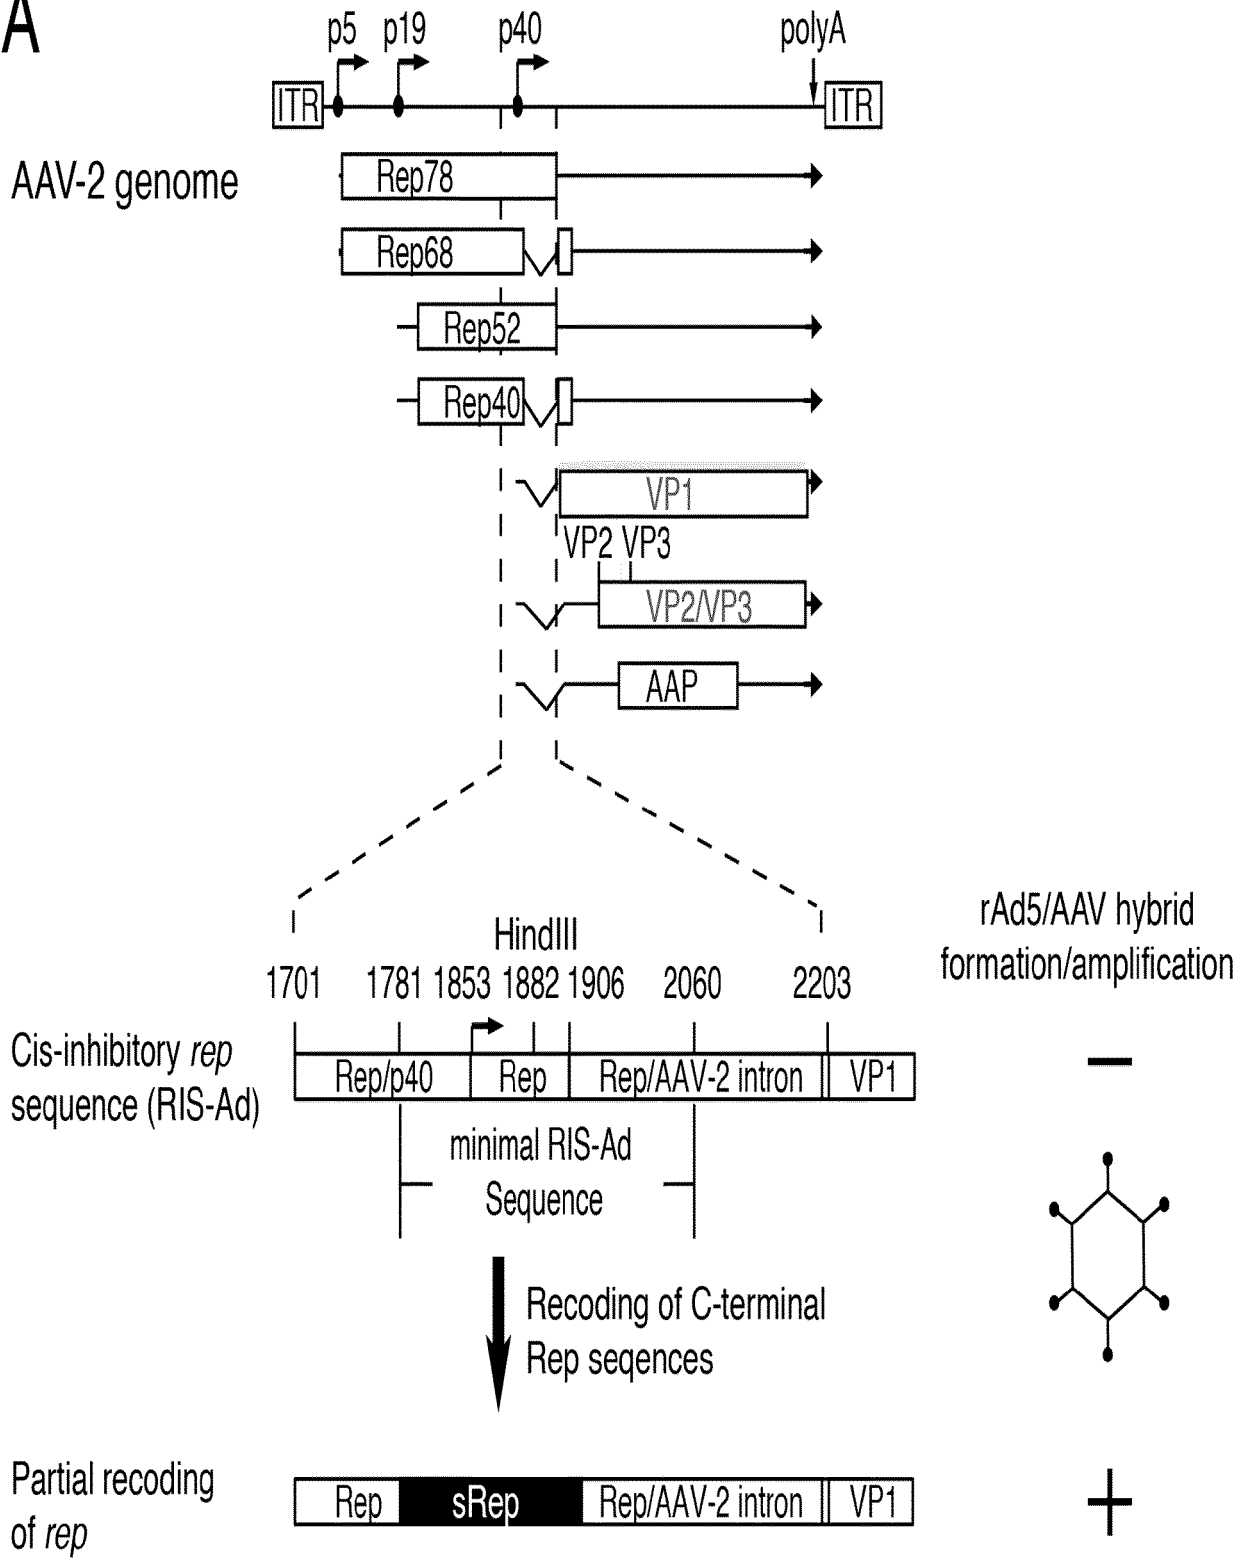 A
p5 p19 p40 polyA
ITR ITR
AAV-2 genome
Rep78
Rep68
Rep52
Rep40
VP1
VP2 VP3
VP2/VP3
AAP
rAd5/AAV hybrid
formation/amplification
HindIII
1701 1781 1853 1882 1906 2060 2203
Cis-inhibitory rep
sequence (RIS-Ad)
Rep/p40 Rep Rep/AAV-2 intron VP1
−
minimal RIS-Ad
Sequence
Recoding of C-terminal
Rep seqences
Partial recoding
of rep
Rep sRep Rep/AAV-2 intron VP1
+